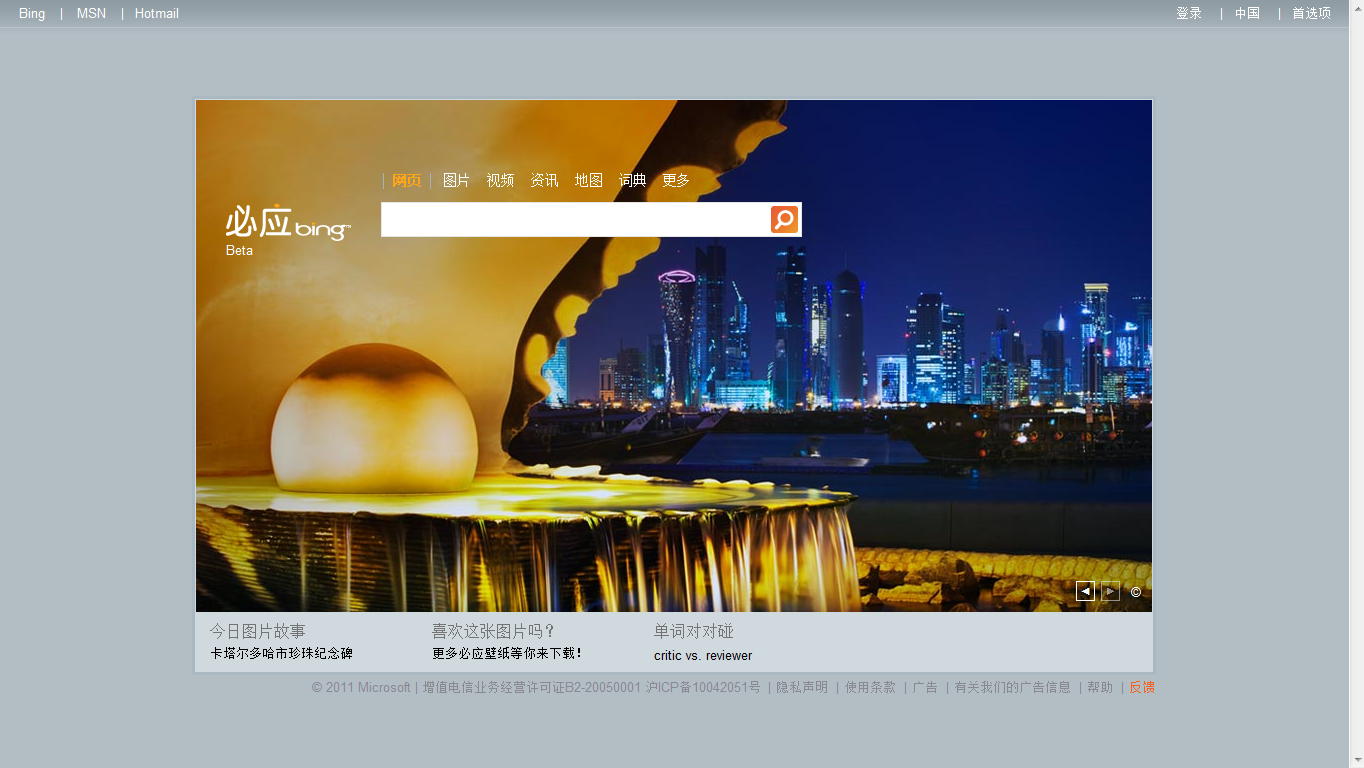 Bing | MSN | Hotmail
登录 | 中国 | 首选项
| 网页 | 图片 视频 资讯 地图 词典 更多
必应 bing™
Beta
©
今日图片故事
卡塔尔多哈市珍珠纪念碑
喜欢这张图片吗?
更多必应壁纸等你来下载!
单词对对碰
critic vs. reviewer
© 2011 Microsoft | 增值电信业务经营许可证B2-20050001 沪ICP备10042051号 | 隐私声明 | 使用条款 | 广告 | 有关我们的广告信息 | 帮助 | 反馈